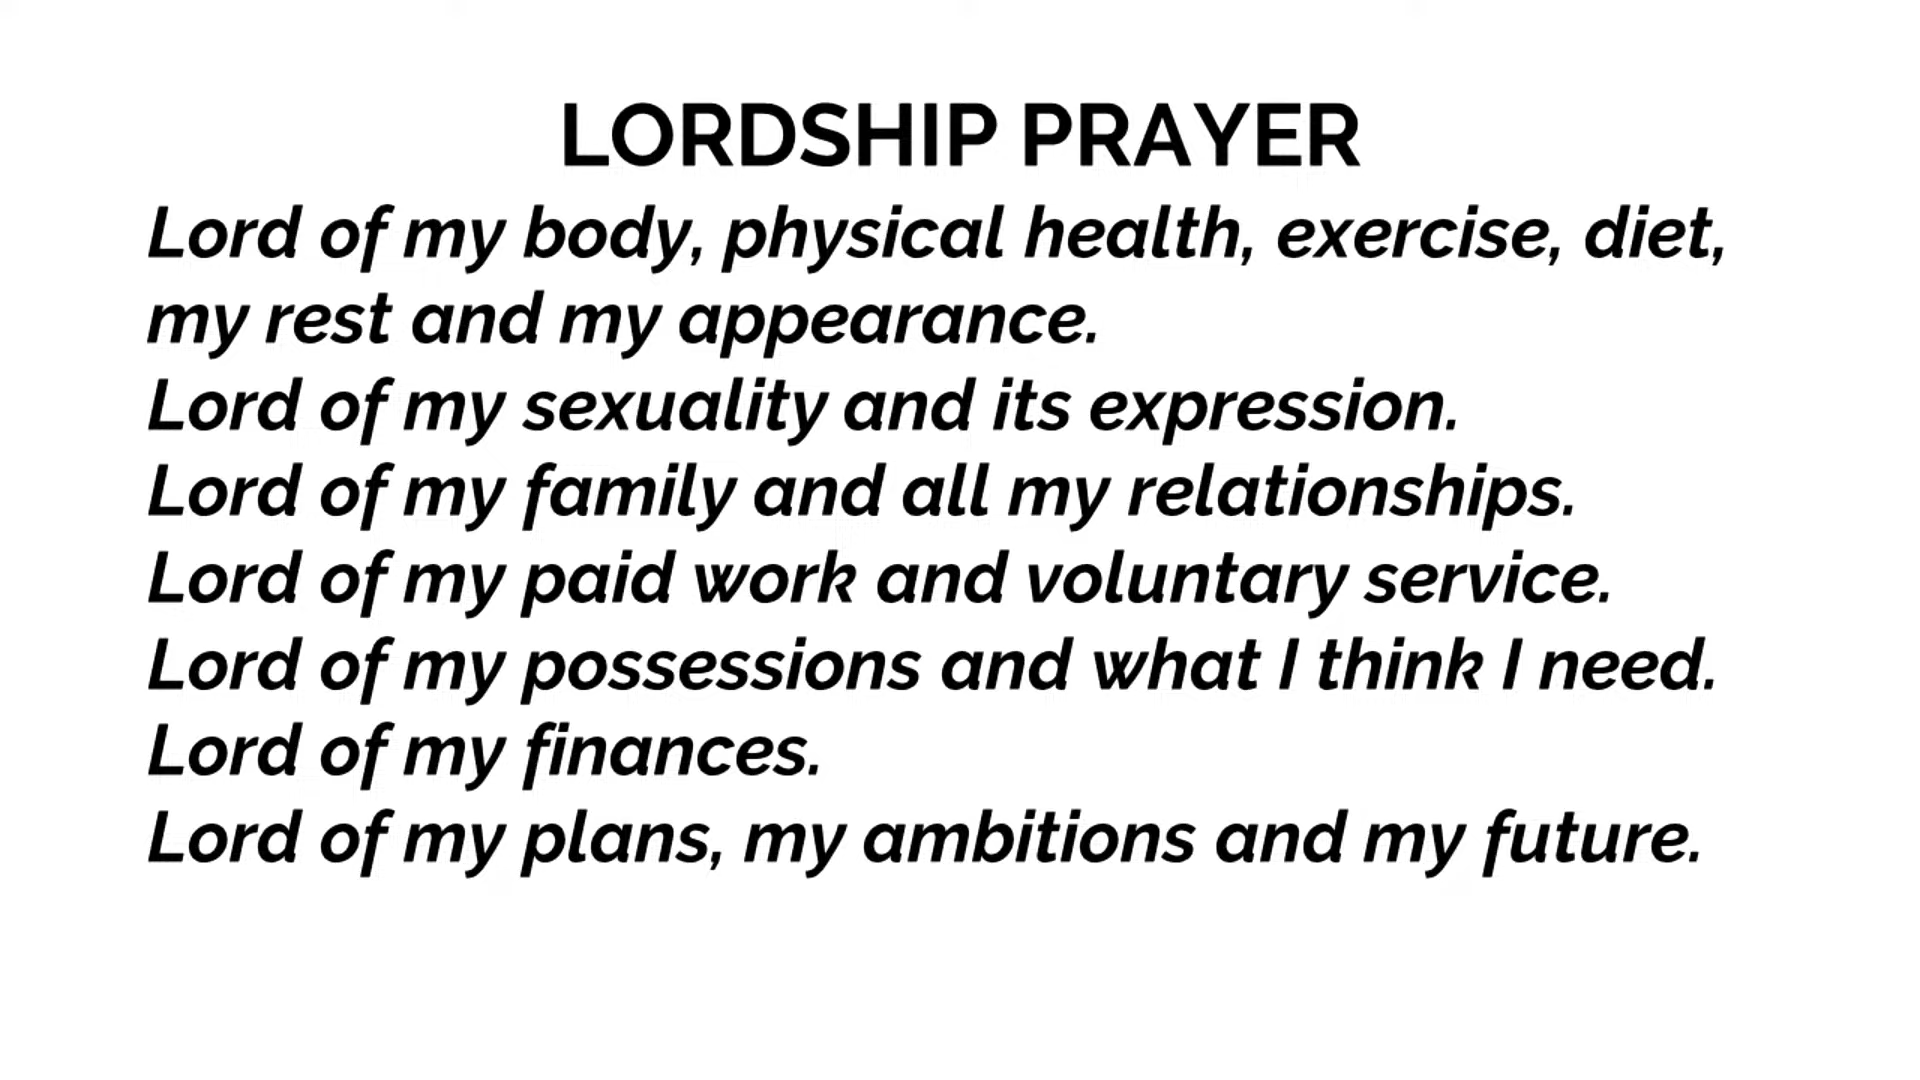 LORDSHIP PRAYER
Lord of my body, physical health, exercise, diet,
my rest and my appearance.
Lord of my sexuality and its expression.
Lord of my family and all my relationships.
Lord of my paid work and voluntary service.
Lord of my possessions and what I think I need.
Lord of my finances.
Lord of my plans, my ambitions and my future.